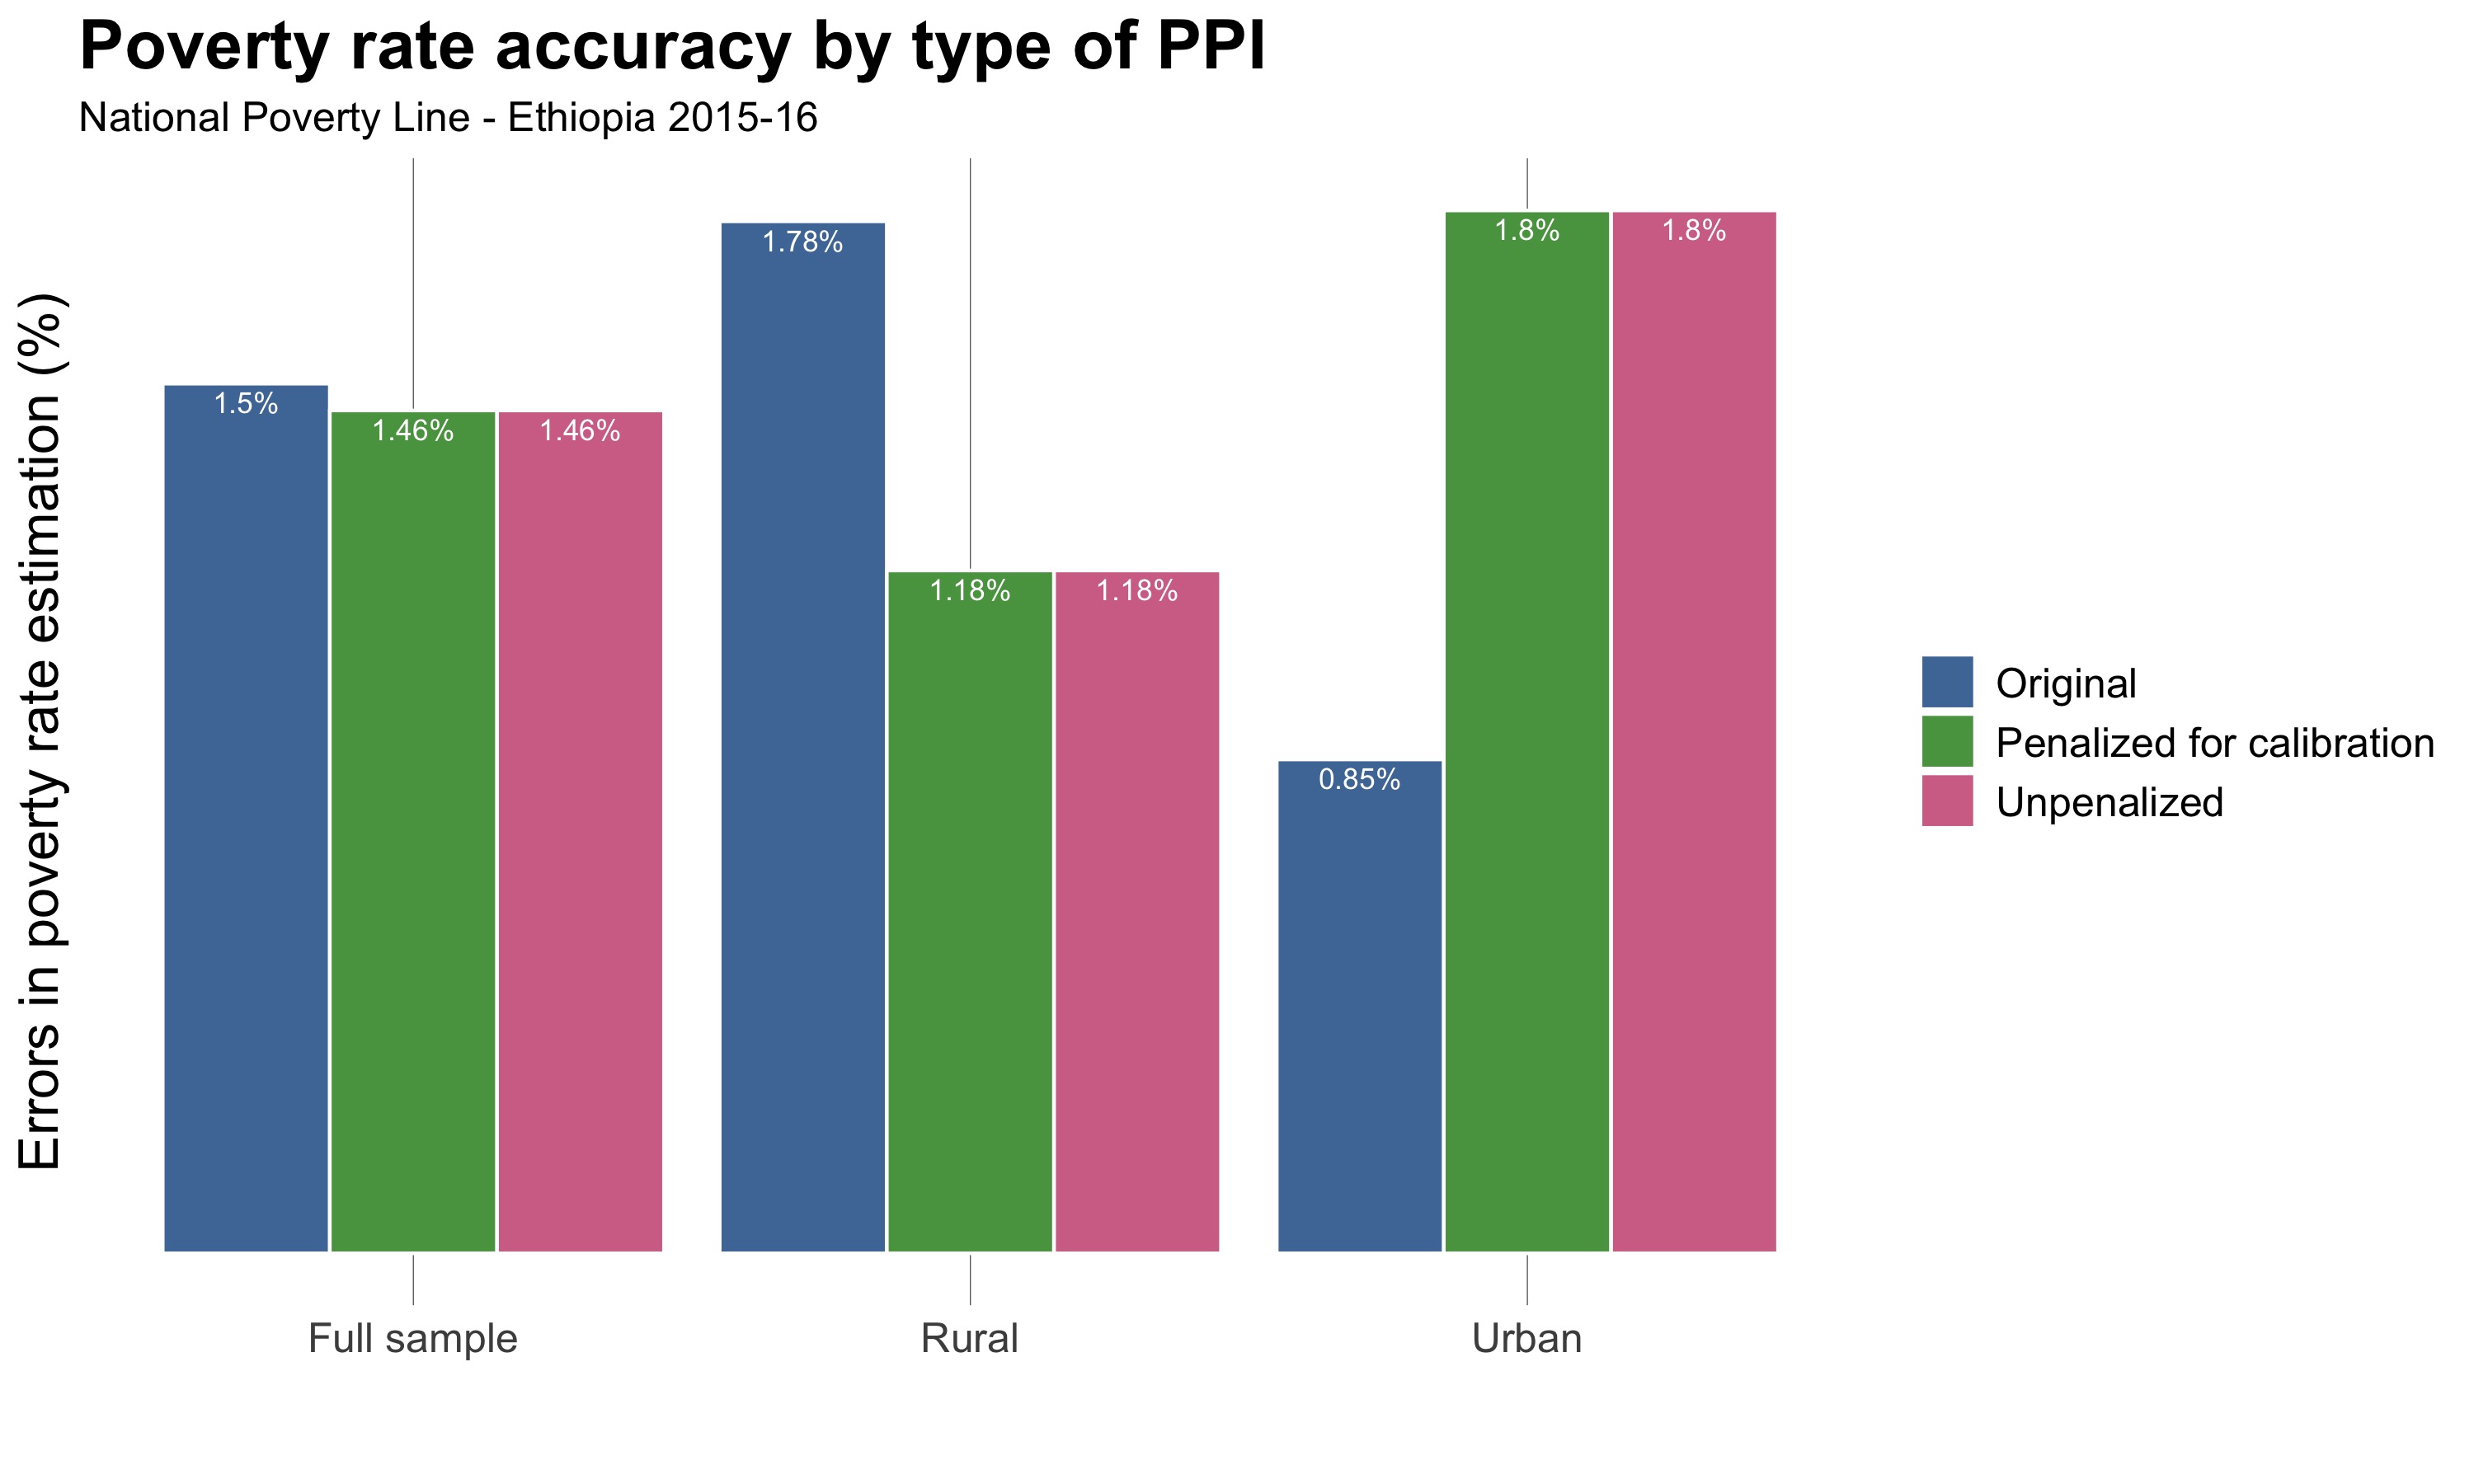 Poverty rate accuracy by type of PPI
National Poverty Line - Ethiopia 2015-16
Errors in poverty rate estimation (%)
1.5%
1.46%
1.46%
1.78%
1.18%
1.18%
0.85%
1.8%
1.8%
Full sample
Rural
Urban
Original
Penalized for calibration
Unpenalized